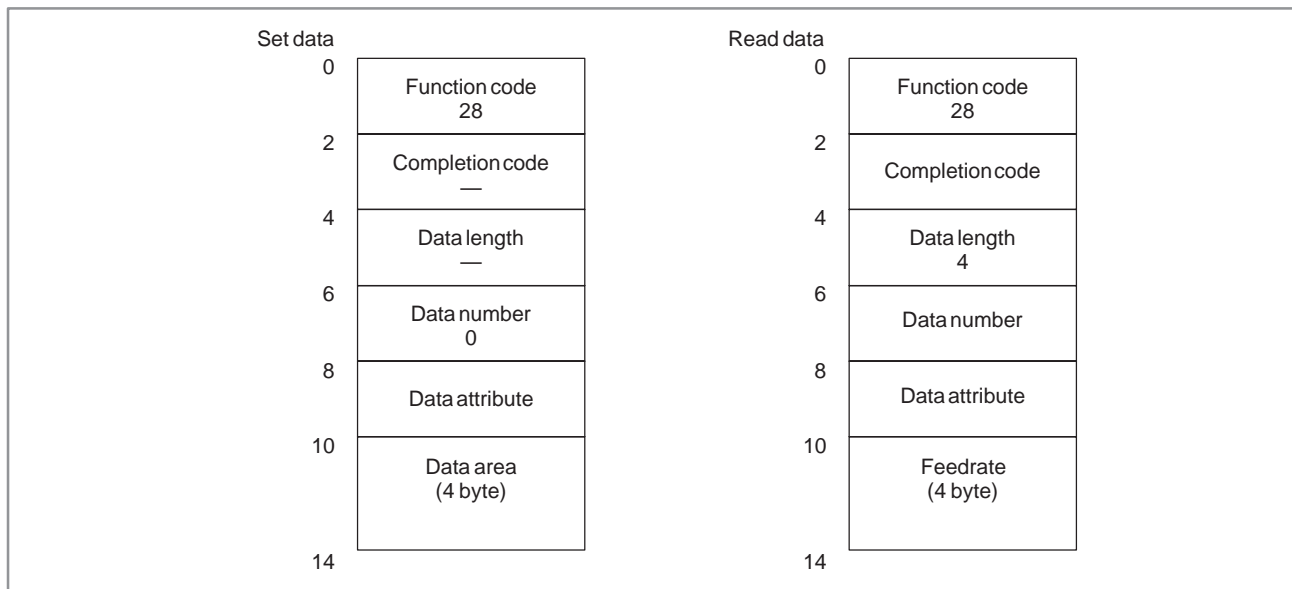 Set data
0
Function code
28
2
Completion code
—
4
Data length
—
6
Data number
0
8
Data attribute
10
Data area
(4 byte)
14
Read data
0
Function code
28
2
Completion code
4
Data length
4
6
Data number
8
Data attribute
10
Feedrate
(4 byte)
14